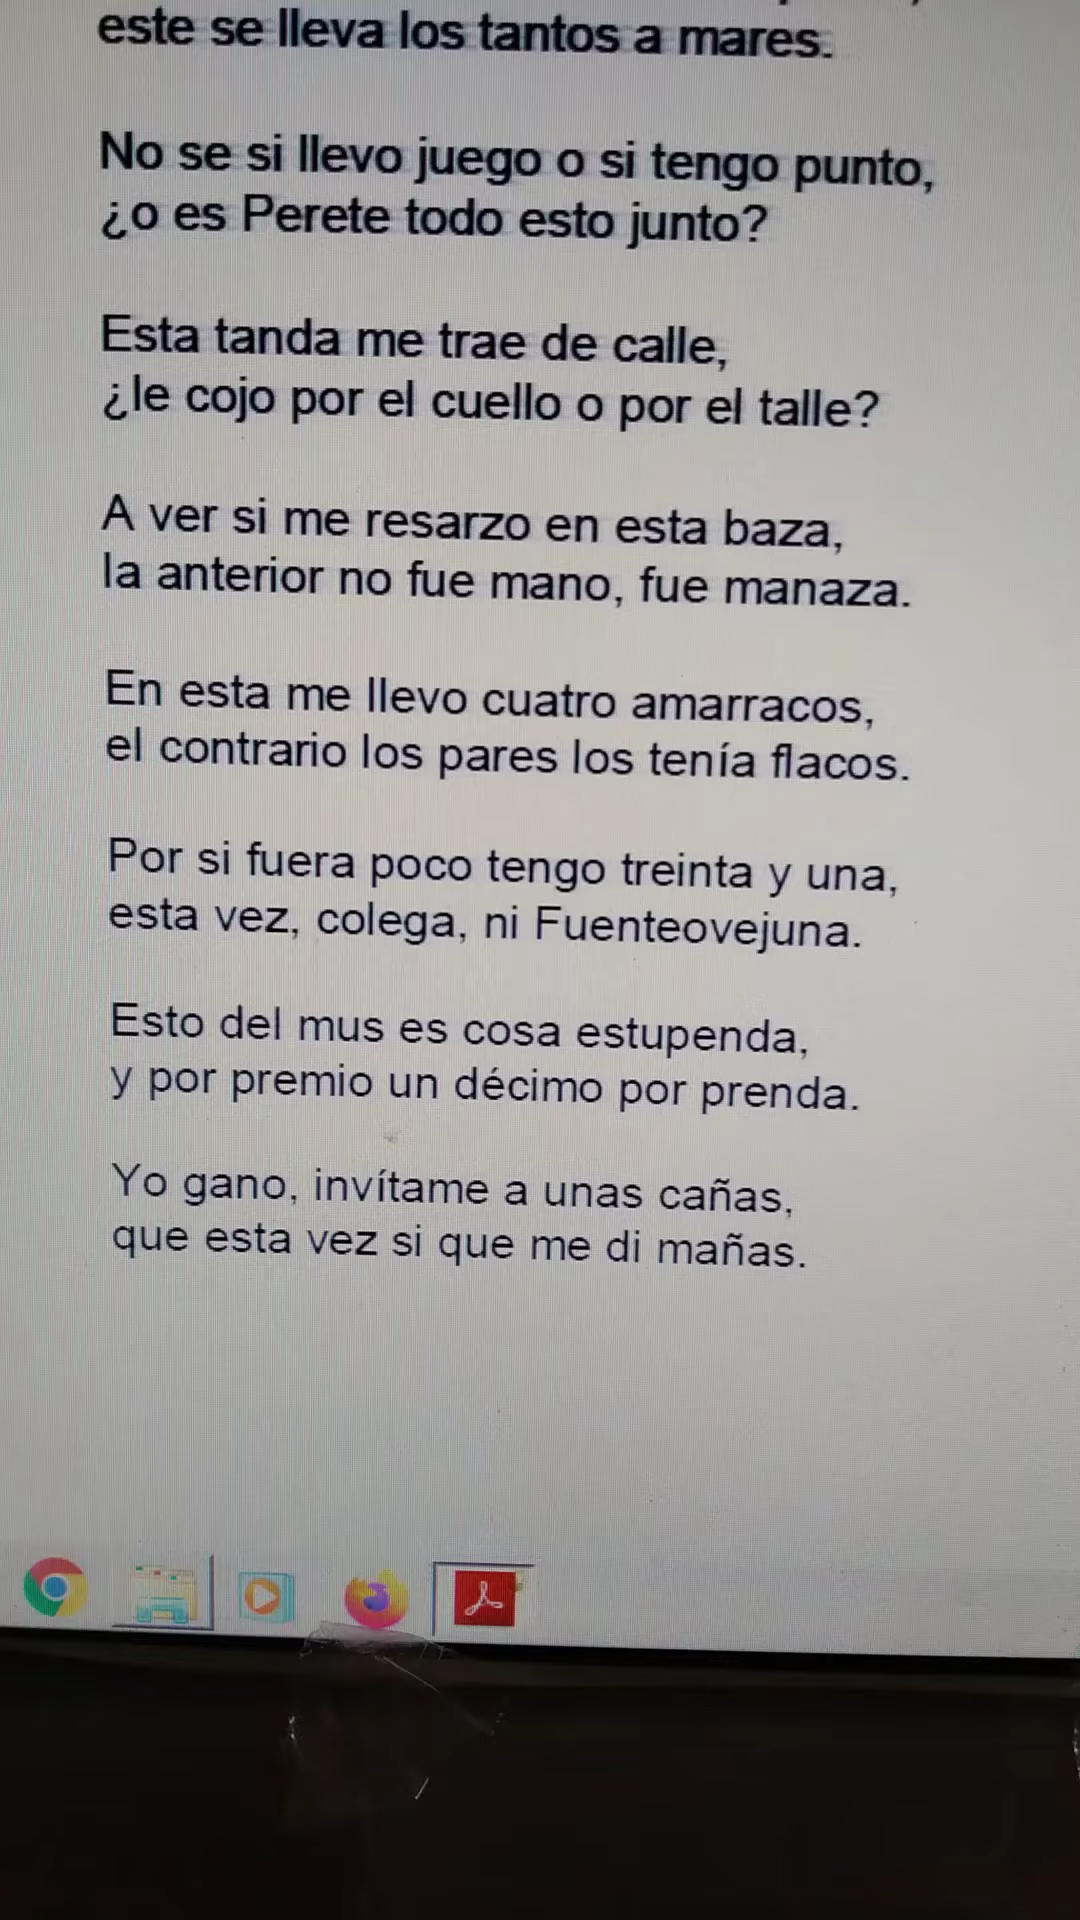 este se lleva los tantos a mares.
No se si llevo juego o si tengo punto,
¿o es Perete todo esto junto?
Esta tanda me trae de calle,
¿le cojo por el cuello o por el talle?
A ver si me resarzo en esta baza,
la anterior no fue mano, fue manaza.
En esta me llevo cuatro amarracos,
el contrario los pares los tenía flacos.
Por si fuera poco tengo treinta y una,
esta vez, colega, ni Fuenteovejuna.
Esto del mus es cosa estupenda,
y por premio un décimo por prenda.
Yo gano, invítame a unas cañas,
que esta vez si que me di mañas.